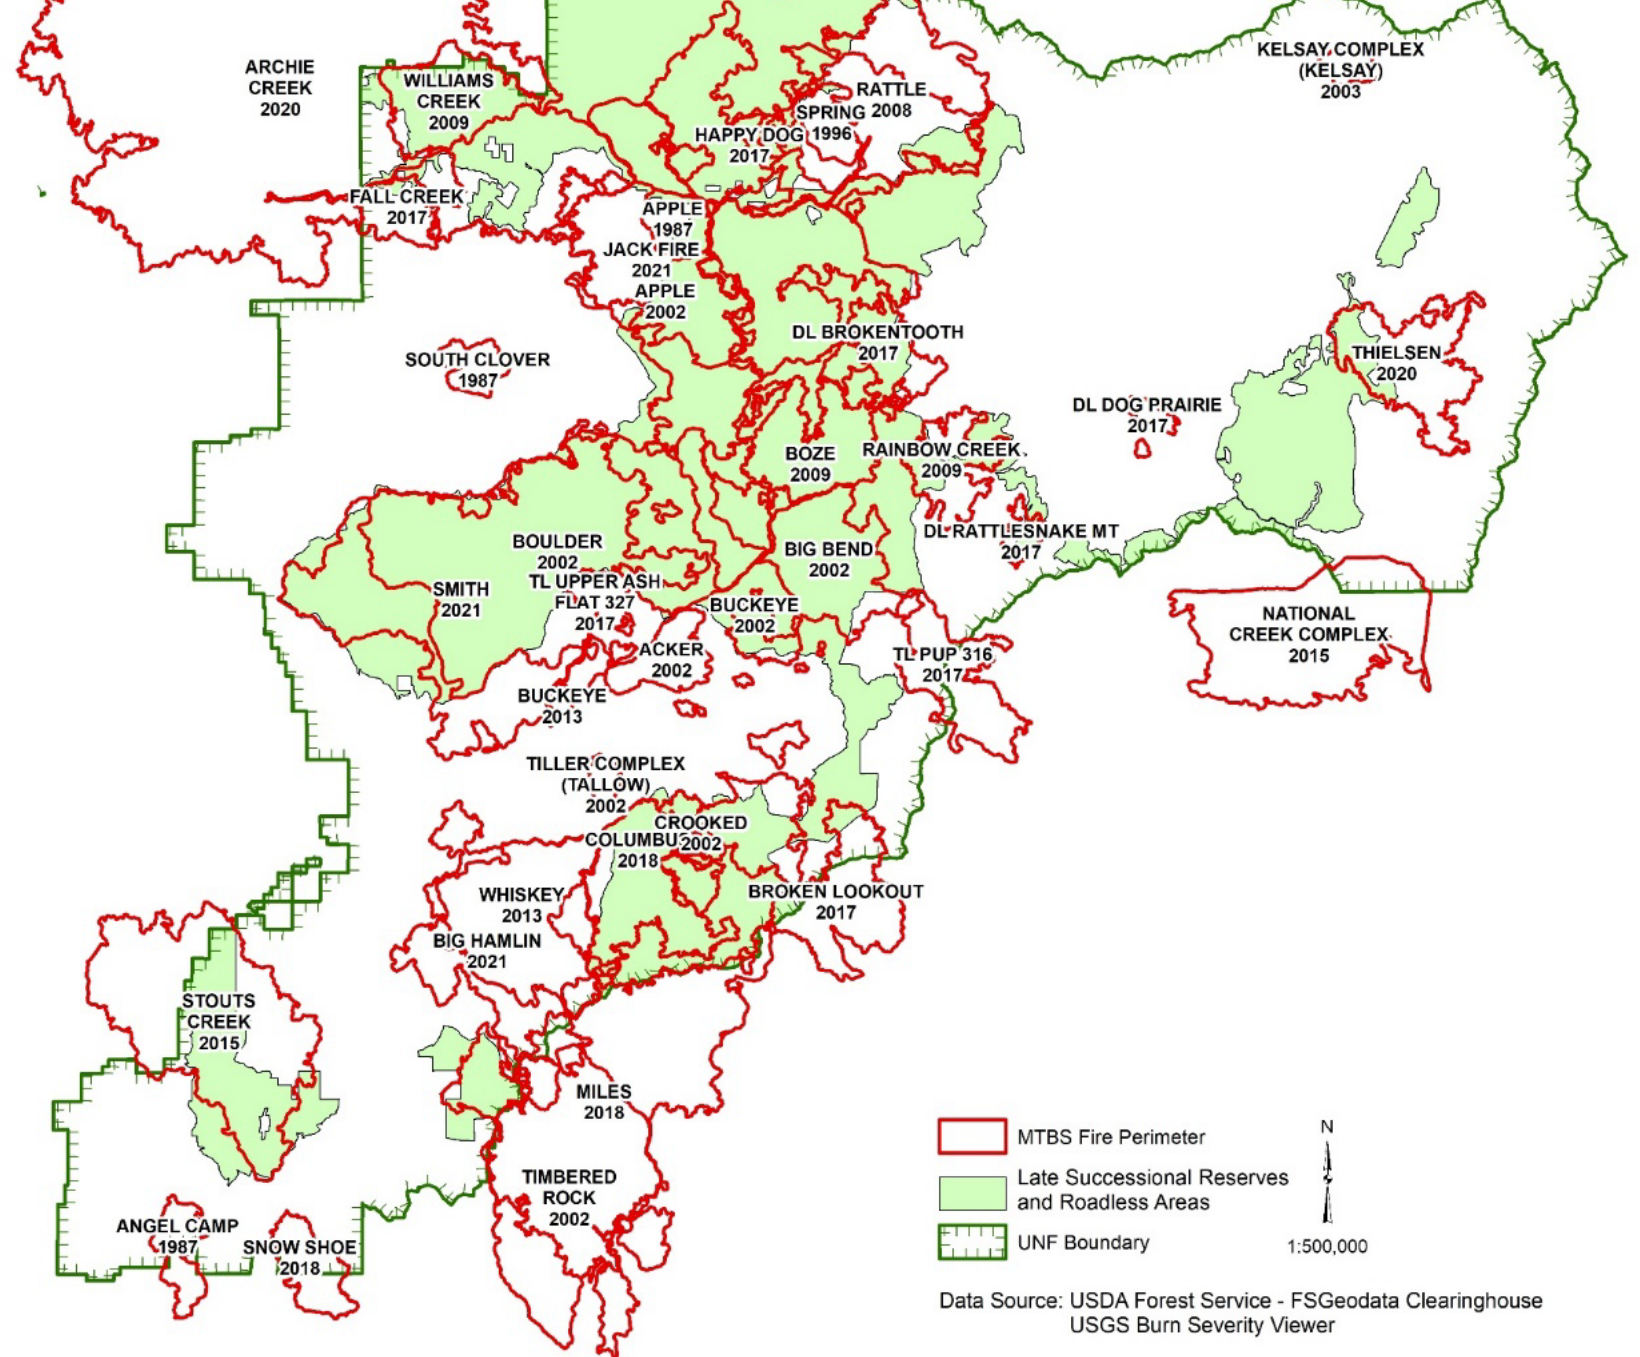 KELSAY COMPLEX
(KELSAY)
2003
ARCHIE
CREEK
2020
WILLIAMS
CREEK
2009
RATTLE
2008
SPRING
1996
HAPPY DOG
2017
FALL CREEK
2017
APPLE
1987
JACK FIRE
2021
APPLE
2002
DL BROKENTOOTH
2017
SOUTH CLOVER
1987
THIELSEN
2020
DL DOG PRAIRIE
2017
BOZE
2009
RAINBOW CREEK
2009
DL RATTLESNAKE MT
2017
BOULDER
2002
BIG BEND
2002
TL UPPER ASH
FLAT 327
2017
SMITH
2021
BUCKEYE
2002
NATIONAL
CREEK COMPLEX
2015
ACKER
2002
TL PUP 316
2017
BUCKEYE
2013
TILLER COMPLEX
(TALLOW)
2002
CROOKED
2002
COLUMBUS
2018
WHISKEY
2013
BROKEN LOOKOUT
2017
BIG HAMLIN
2021
STOUTS
CREEK
2015
MILES
2018
TIMBERED
ROCK
2002
ANGEL CAMP
1987
SNOW SHOE
2018
MTBS Fire Perimeter
Late Successional Reserves
and Roadless Areas
UNF Boundary
N
1:500,000
Data Source: USDA Forest Service - FSGeodata Clearinghouse
USGS Burn Severity Viewer